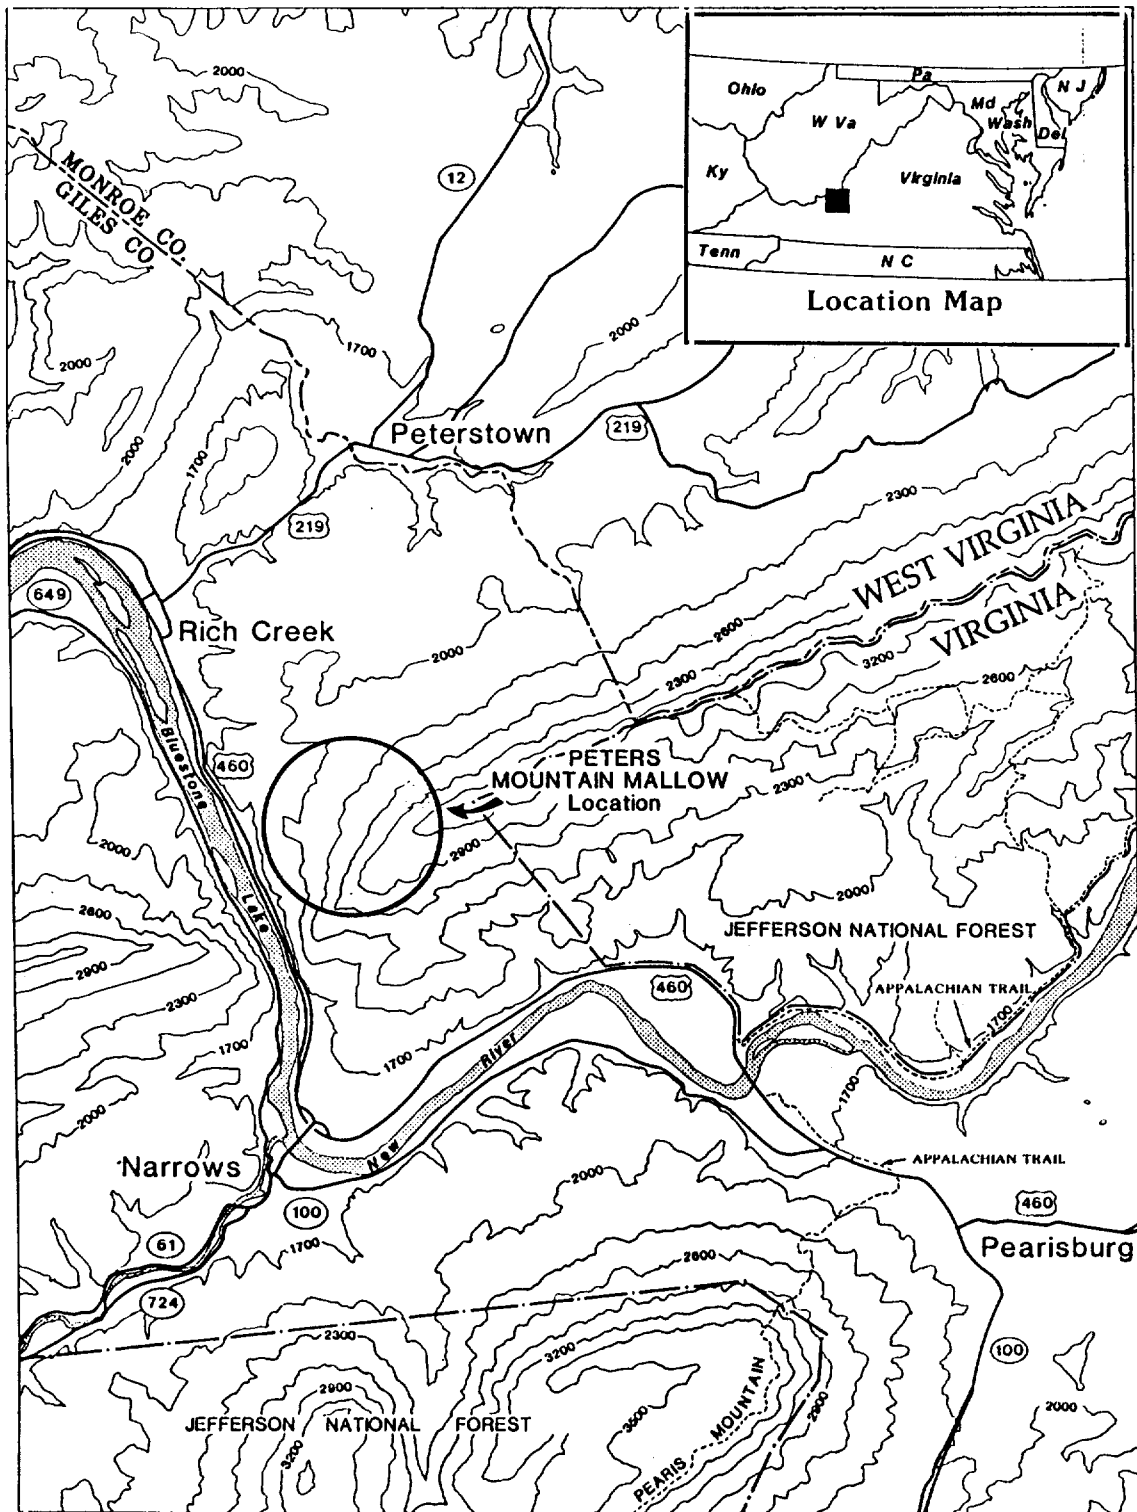 Ohio
Pa
N J
Md
Wash
Del
W Va
Ky
Virginia
Tenn
N C
Location Map
2000
12
MONROE CO.
GILES CO.
2000
2000
1700
2000
2000
1700
Peterstown
219
219
2300
WEST VIRGINIA
VIRGINIA
649
Rich Creek
2600
2000
2300
3200
2600
Bluestone
Lake
460
PETERS
MOUNTAIN MALLOW
Location
2300
2900
2000
2000
2600
2900
2300
JEFFERSON NATIONAL FOREST
460
APPALACHIAN TRAIL
1700
1700
1700
2000
New
River
1700
Narrows
2000
APPALACHIAN TRAIL
100
460
61
1700
2600
Pearisburg
724
2300
3200
100
2900
2900
2000
JEFFERSON NATIONAL FOREST
3500
3200
PEARIS MOUNTAIN